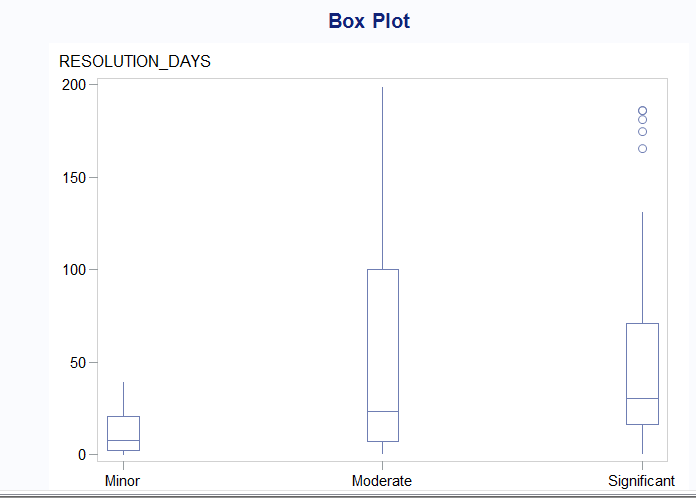 Box Plot
RESOLUTION_DAYS
200
150
100
50
0
Minor Moderate Significant